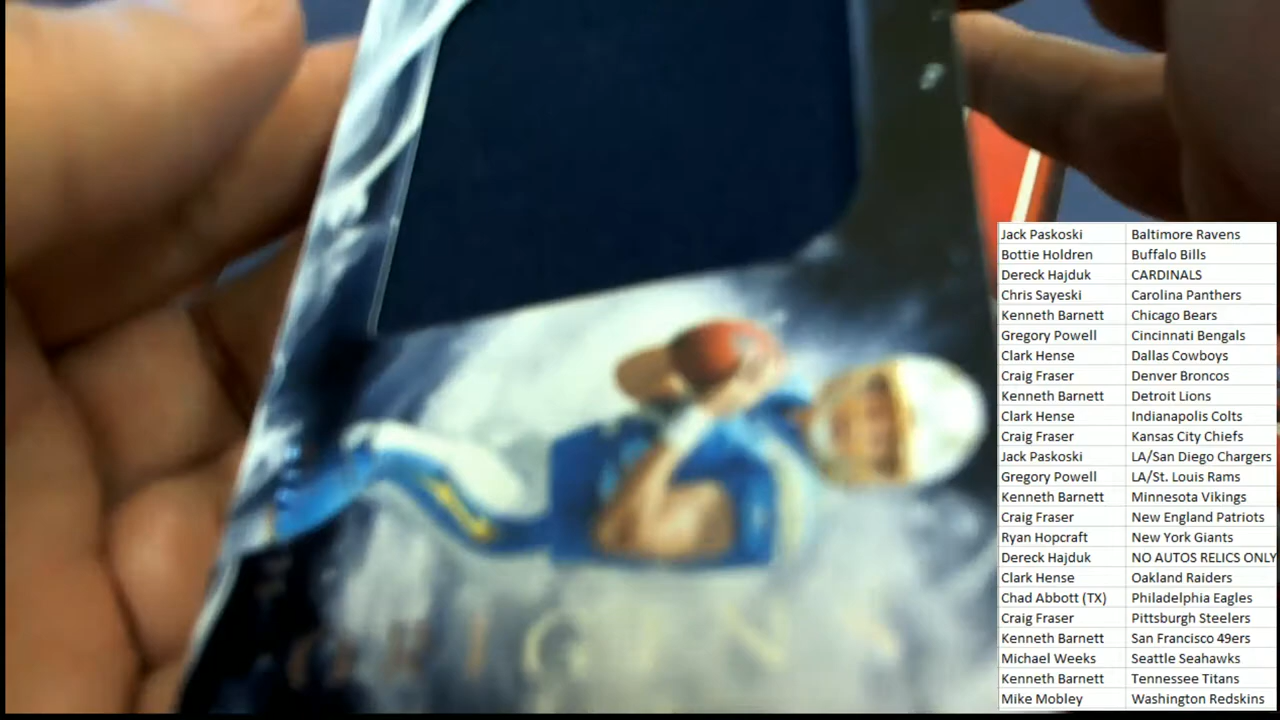 Jack Paskoski Baltimore Ravens
Bottie Holdren Buffalo Bills
Dereck Hajduk CARDINALS
Chris Sayeski Carolina Panthers
Kenneth Barnett Chicago Bears
Gregory Powell Cincinnati Bengals
Clark Hense Dallas Cowboys
Craig Fraser Denver Broncos
Kenneth Barnett Detroit Lions
Clark Hense Indianapolis Colts
Craig Fraser Kansas City Chiefs
Jack Paskoski LA/San Diego Chargers
Gregory Powell LA/St. Louis Rams
Kenneth Barnett Minnesota Vikings
Craig Fraser New England Patriots
Ryan Hopcraft New York Giants
Dereck Hajduk NO AUTOS RELICS ONLY
Clark Hense Oakland Raiders
Chad Abbott (TX) Philadelphia Eagles
Craig Fraser Pittsburgh Steelers
Kenneth Barnett San Francisco 49ers
Michael Weeks Seattle Seahawks
Kenneth Barnett Tennessee Titans
Mike Mobley Washington Redskins